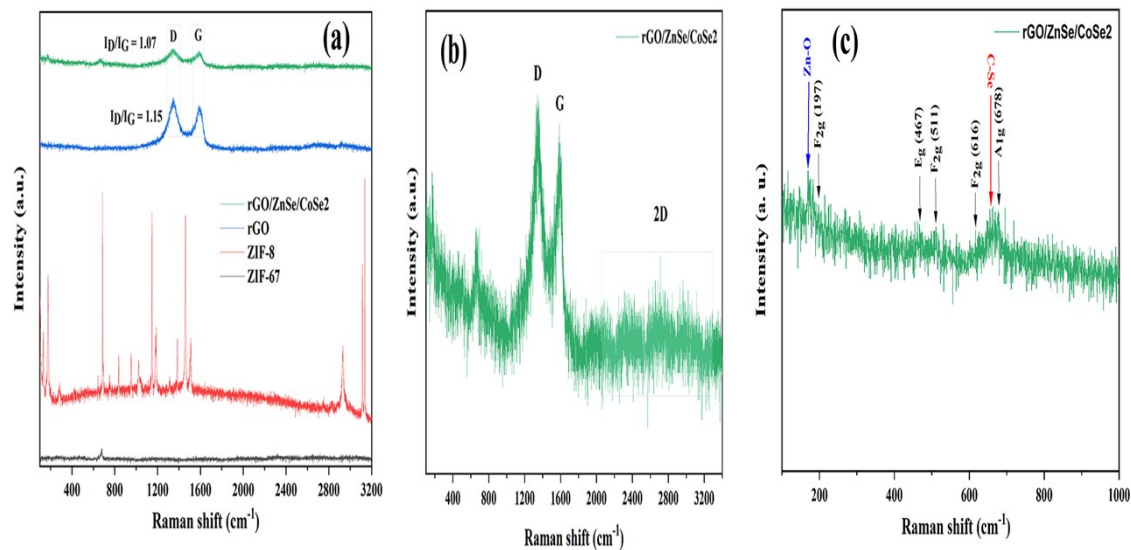 (a)
I_D/I_G = 1.07
D G
I_D/I_G = 1.15
rGO/ZnSe/CoSe2
rGO
ZIF-8
ZIF-67
Intensity (a.u.)
400 800 1200 1600 2000 2400 2800 3200
Raman shift (cm⁻¹)
(b)
rGO/ZnSe/CoSe2
D
G
2D
Intensity (a.u.)
400 800 1200 1600 2000 2400 2800 3200
Raman shift (cm⁻¹)
(c)
rGO/ZnSe/CoSe2
Zn-O
F₂g (197)
Eg (467)
F₂g (511)
F₂g (616)
C-Se
A₁g (678)
Intensity (a. u.)
200 400 600 800 1000
Raman shift (cm⁻¹)